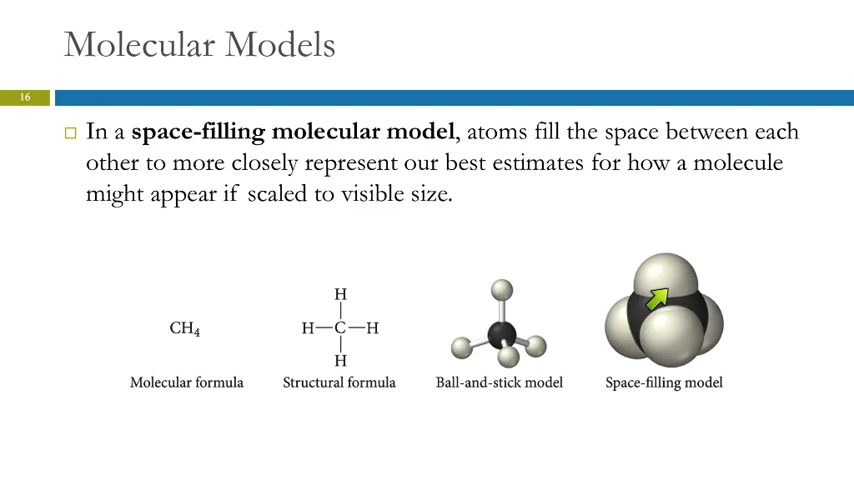 Molecular Models
16
In a space-filling molecular model, atoms fill the space between each
other to more closely represent our best estimates for how a molecule
might appear if scaled to visible size.
CH₄
H
H—C—H
H
Molecular formula
Structural formula
Ball-and-stick model
Space-filling model